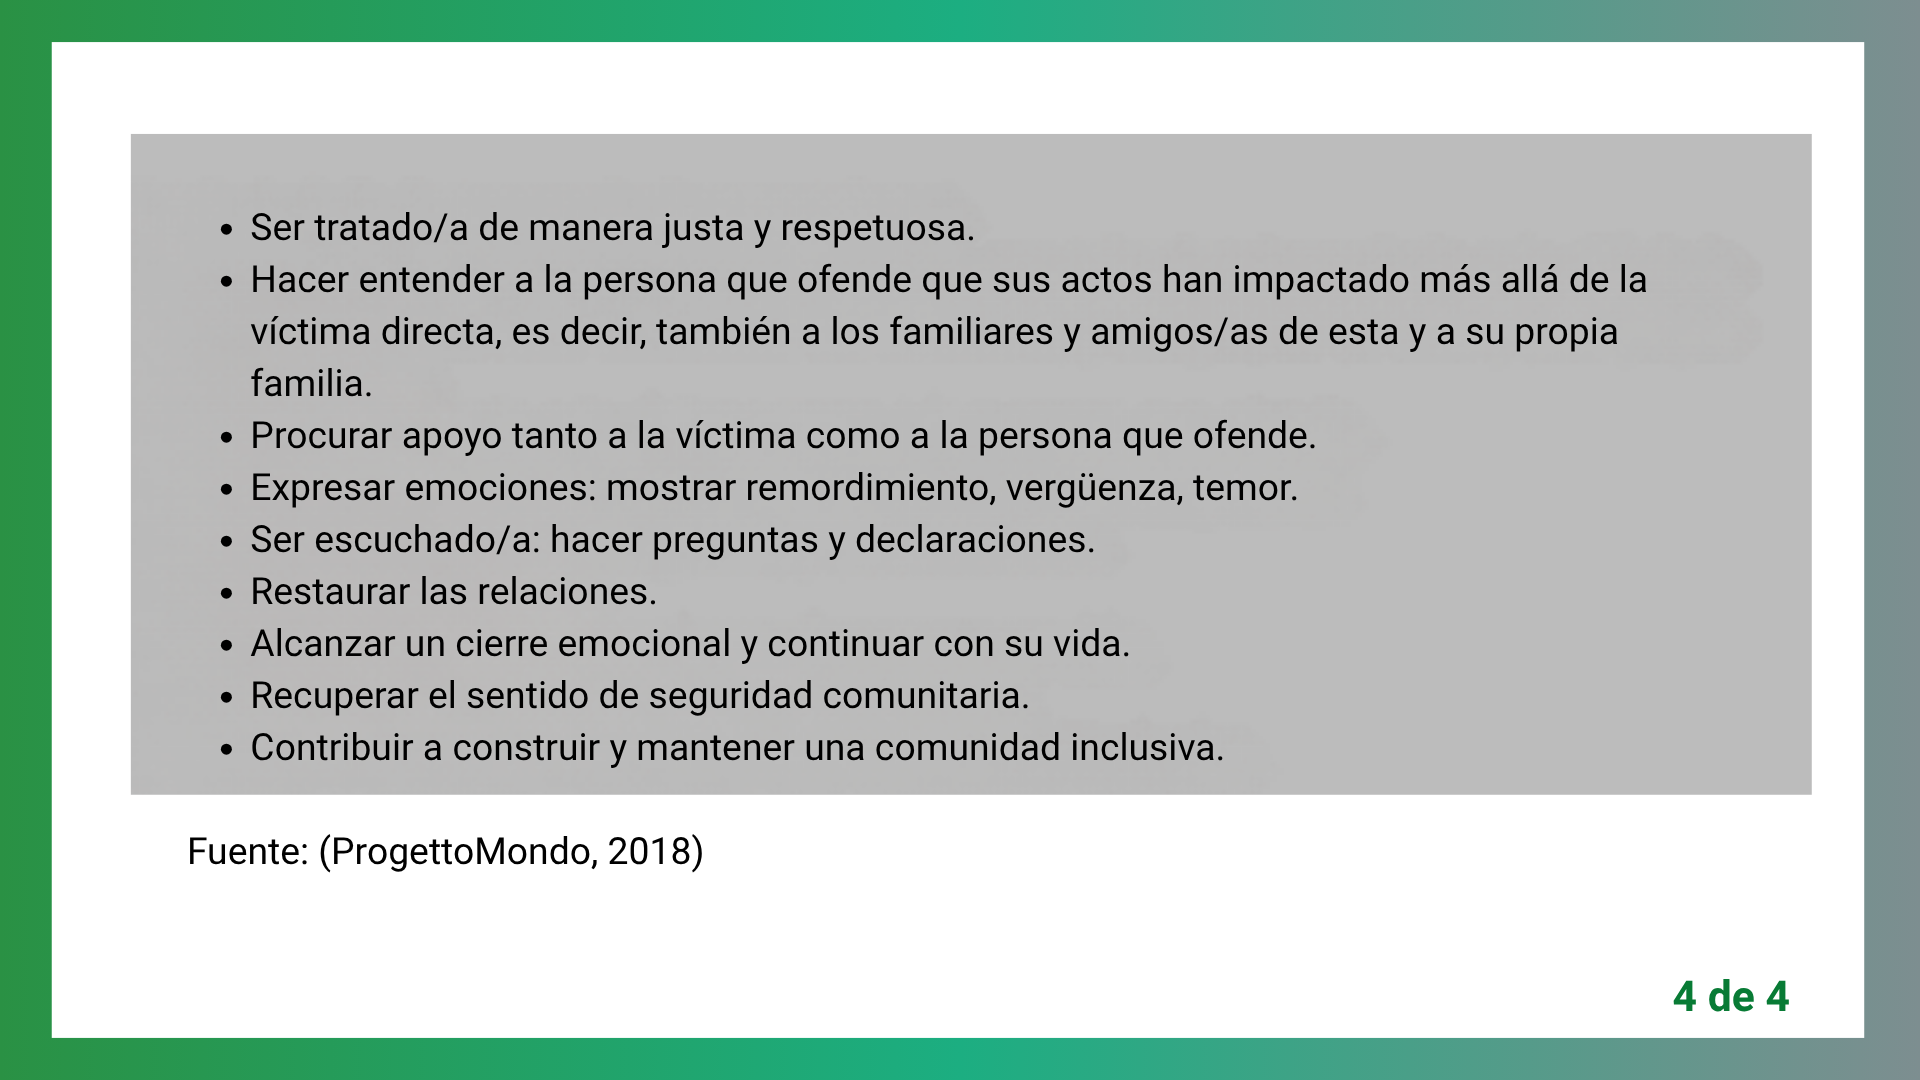 • Ser tratado/a de manera justa y respetuosa.
• Hacer entender a la persona que ofende que sus actos han impactado más allá de la
víctima directa, es decir, también a los familiares y amigos/as de esta y a su propia
familia.
• Procurar apoyo tanto a la víctima como a la persona que ofende.
• Expresar emociones: mostrar remordimiento, vergüenza, temor.
• Ser escuchado/a: hacer preguntas y declaraciones.
• Restaurar las relaciones.
• Alcanzar un cierre emocional y continuar con su vida.
• Recuperar el sentido de seguridad comunitaria.
• Contribuir a construir y mantener una comunidad inclusiva.
Fuente: (ProgettoMondo, 2018)
4 de 4